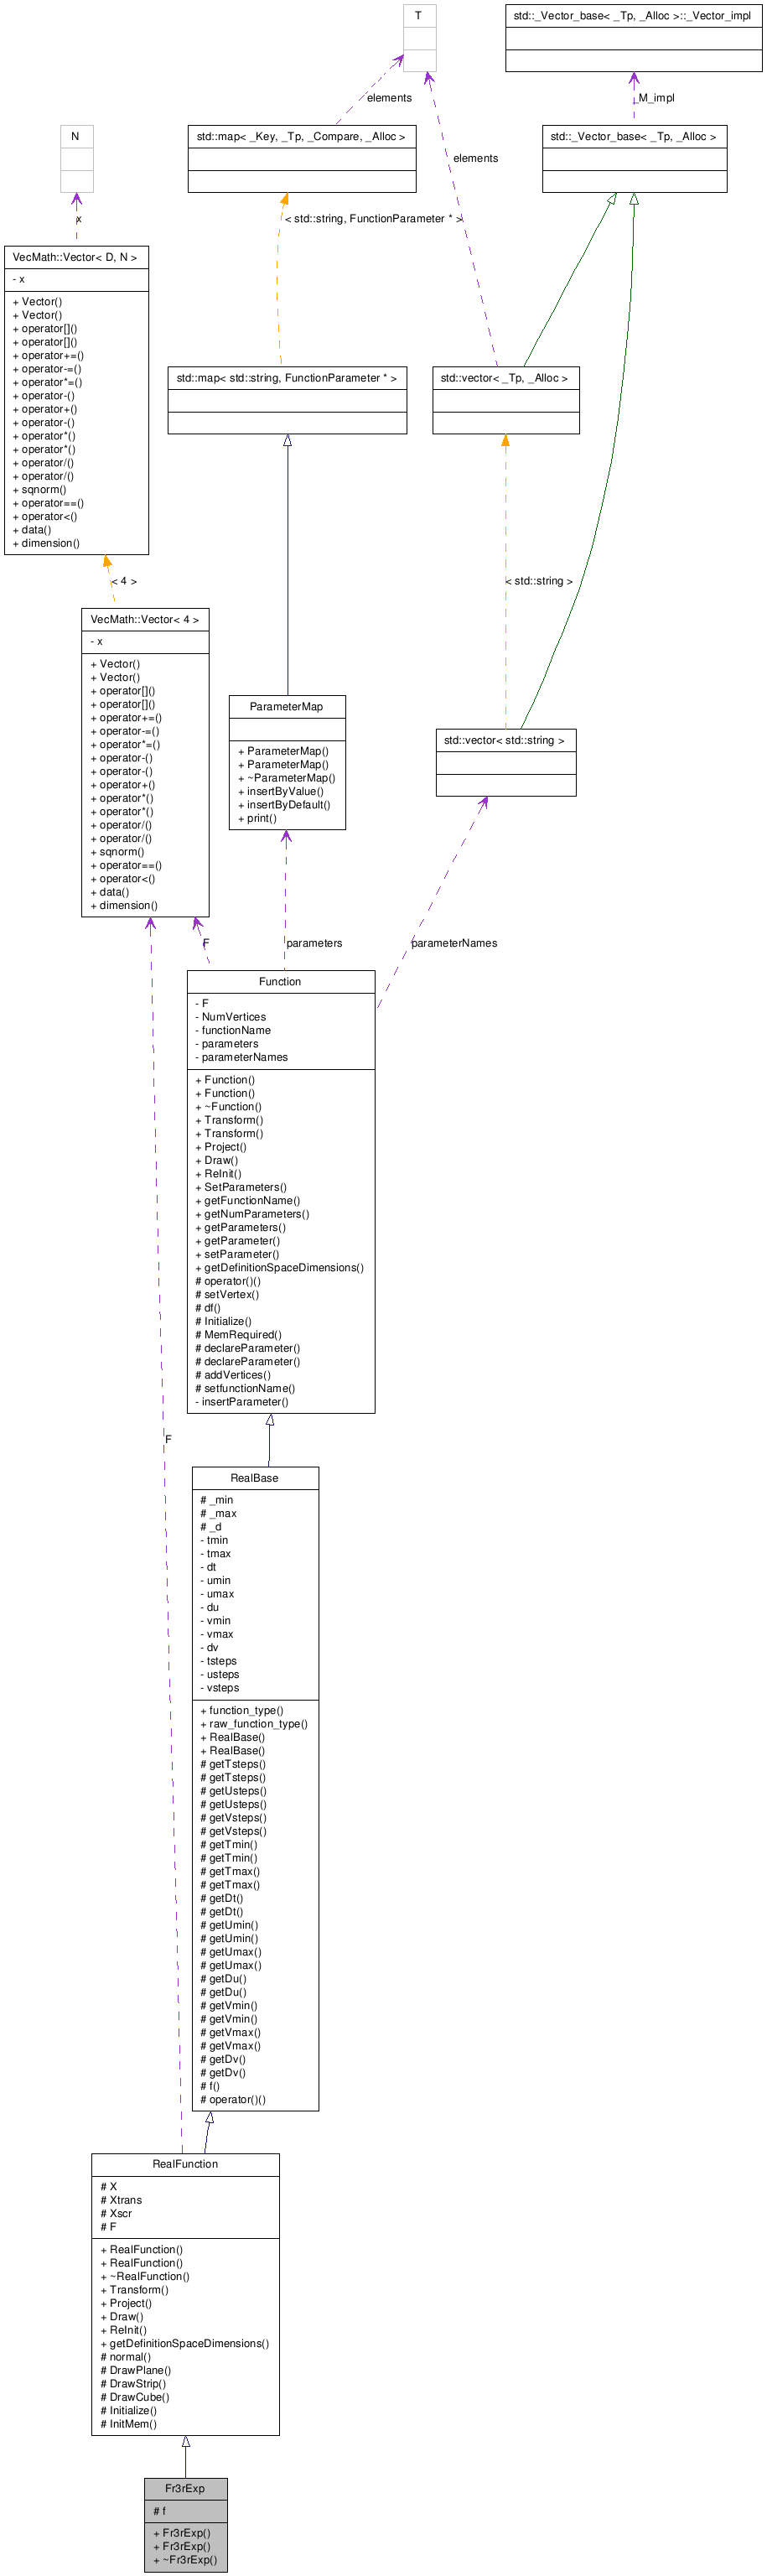 T
std::_Vector_base< _Tp, _Alloc >::_Vector_impl
elements
_M_impl
N
std::map< _Key, _Tp, _Compare, _Alloc >
std::_Vector_base< _Tp, _Alloc >
elements
x
< std::string, FunctionParameter * >
VecMath::Vector< D, N >
- x
+ Vector()
+ Vector()
+ operator[]()
+ operator[]()
+ operator+=()
+ operator-=()
+ operator*=()
+ operator-()
+ operator+()
+ operator-()
+ operator*()
+ operator*()
+ operator/()
+ operator/()
+ sqnorm()
+ operator==()
+ operator<()
+ data()
+ dimension()
std::map< std::string, FunctionParameter * >
std::vector< _Tp, _Alloc >
< 4 >
< std::string >
VecMath::Vector< 4 >
- x
+ Vector()
+ Vector()
+ operator[]()
+ operator[]()
+ operator+=()
+ operator-=()
+ operator*=()
+ operator-()
+ operator-()
+ operator+()
+ operator*()
+ operator*()
+ operator/()
+ operator/()
+ sqnorm()
+ operator==()
+ operator<()
+ data()
+ dimension()
ParameterMap
+ ParameterMap()
+ ParameterMap()
+ ~ParameterMap()
+ insertByValue()
+ insertByDefault()
+ print()
std::vector< std::string >
F
parameters
parameterNames
Function
- F
- NumVertices
- functionName
- parameters
- parameterNames
+ Function()
+ Function()
+ ~Function()
+ Transform()
+ Transform()
+ Project()
+ Draw()
+ ReInit()
+ SetParameters()
+ getFunctionName()
+ getNumParameters()
+ getParameters()
+ getParameter()
+ setParameter()
+ getDefinitionSpaceDimensions()
# operator()()
# setVertex()
# df()
# Initialize()
# MemRequired()
# declareParameter()
# declareParameter()
# addVertices()
# setfunctionName()
- insertParameter()
F
RealBase
# _min
# _max
# _d
- tmin
- tmax
- dt
- umin
- umax
- du
- vmin
- vmax
- dv
- tsteps
- usteps
- vsteps
+ function_type()
+ raw_function_type()
+ RealBase()
+ RealBase()
# getTsteps()
# getTsteps()
# getUsteps()
# getUsteps()
# getVsteps()
# getVsteps()
# getTmin()
# getTmin()
# getTmax()
# getTmax()
# getDt()
# getDt()
# getUmin()
# getUmin()
# getUmax()
# getUmax()
# getDu()
# getDu()
# getVmin()
# getVmin()
# getVmax()
# getVmax()
# getDv()
# getDv()
# f()
# operator()()
RealFunction
# X
# Xtrans
# Xscr
# F
+ RealFunction()
+ RealFunction()
+ ~RealFunction()
+ Transform()
+ Project()
+ Draw()
+ ReInit()
+ getDefinitionSpaceDimensions()
# normal()
# DrawPlane()
# DrawStrip()
# DrawCube()
# Initialize()
# InitMem()
Fr3rExp
# f
+ Fr3rExp()
+ Fr3rExp()
+ ~Fr3rExp()